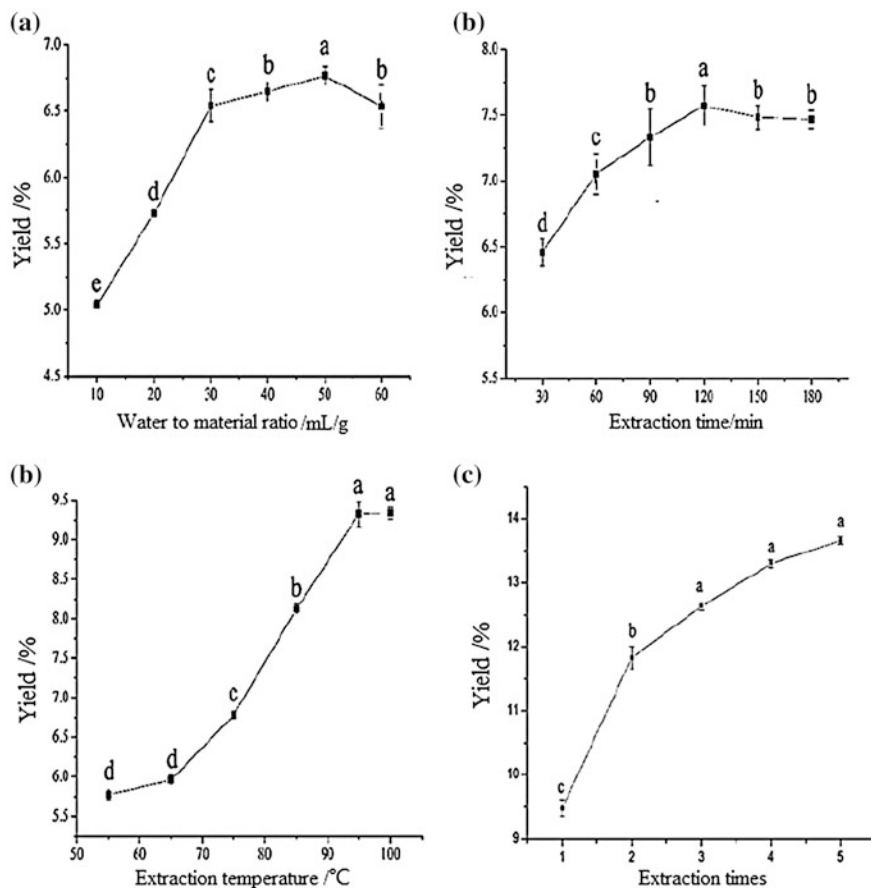 (a)
7.0
6.5
6.0
5.5
5.0
4.5
Yield /%
e
d
c
b
a
b
10 20 30 40 50 60
Water to material ratio /mL/g
(b)
8.0
7.5
7.0
6.5
6.0
5.5
Yield /%
d
c
b
a
b
b
30 60 90 120 150 180
Extraction time/min
(b)
9.5
9.0
8.5
8.0
7.5
7.0
6.5
6.0
5.5
Yield /%
d
d
c
b
a
a
50 60 70 80 90 100
Extraction temperature /℃
(c)
14
13
12
11
10
9
Yield /%
c
b
a
a
a
1 2 3 4 5
Extraction times